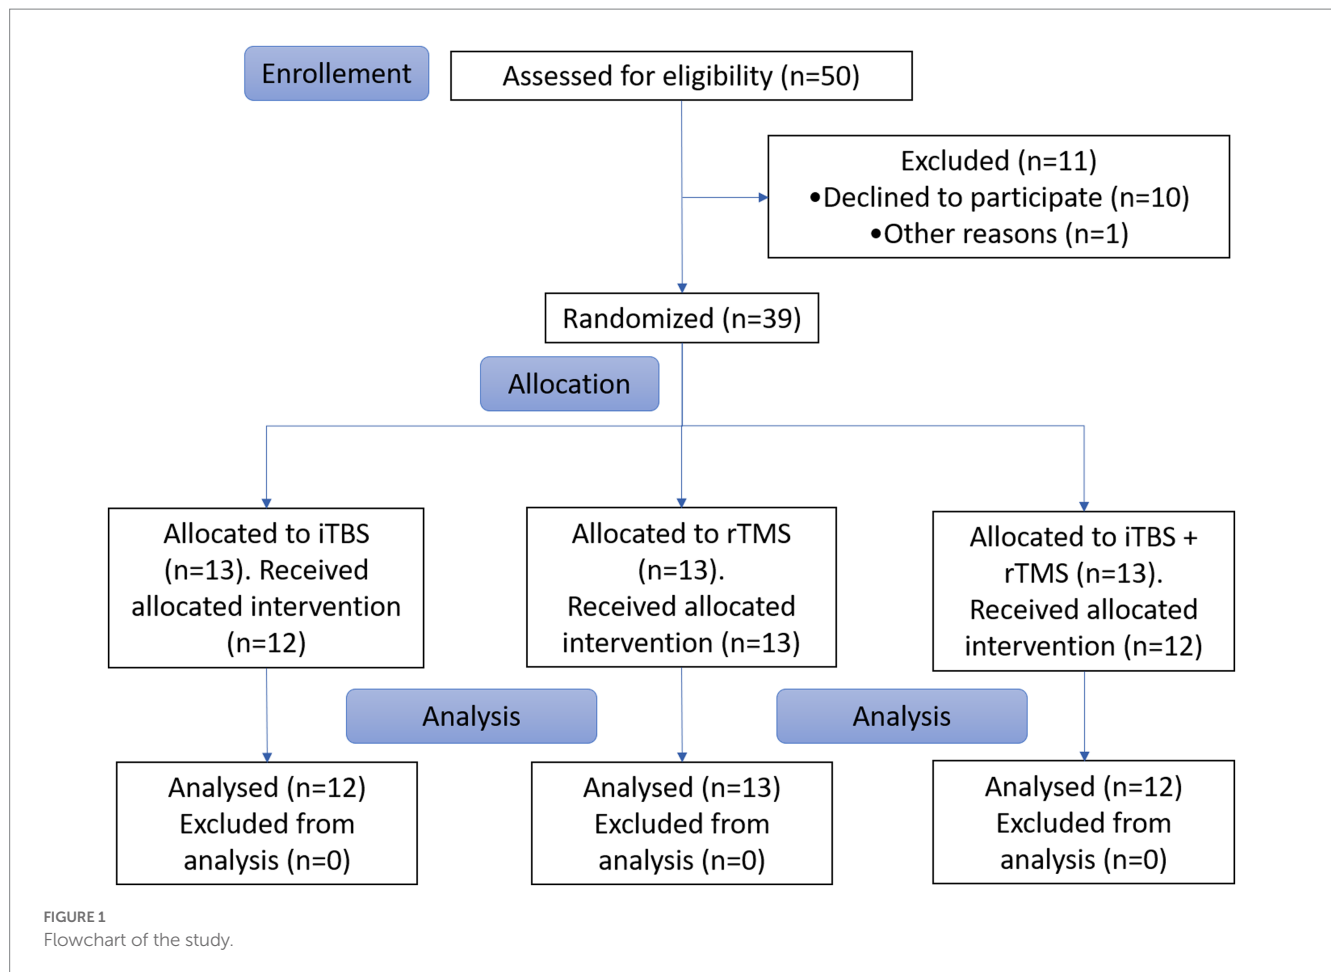 Enrollement
Assessed for eligibility (n=50)
Excluded (n=11)
•Declined to participate (n=10)
•Other reasons (n=1)
Randomized (n=39)
Allocation
Allocated to iTBS
(n=13). Received
allocated intervention
(n=12)
Allocated to rTMS
(n=13).
Received allocated
intervention (n=13)
Allocated to iTBS +
rTMS (n=13).
Received allocated
intervention (n=12)
Analysis
Analysis
Analysed (n=12)
Excluded from
analysis (n=0)
Analysed (n=13)
Excluded from
analysis (n=0)
Analysed (n=12)
Excluded from
analysis (n=0)
FIGURE 1
Flowchart of the study.